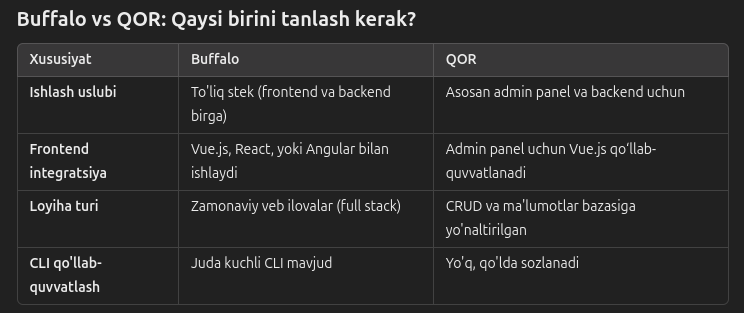 Buffalo vs QOR: Qaysi birini tanlash kerak?
Xususiyat Buffalo QOR
Ishlash uslubi To'liq stek (frontend va backend birga) Asosan admin panel va backend uchun
Frontend integratsiya Vue.js, React, yoki Angular bilan ishlaydi Admin panel uchun Vue.js qo‘llab-quvvatlanadi
Loyiha turi Zamonaviy veb ilovalar (full stack) CRUD va ma'lumotlar bazasiga yo'naltirilgan
CLI qo'llab-quvvatlash Juda kuchli CLI mavjud Yo'q, qo'lda sozlanadi